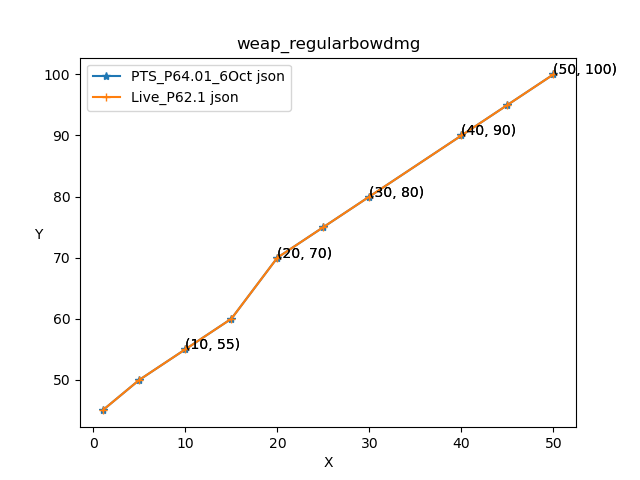 weap_regularbowdmg
PTS_P64.01_6Oct json
Live_P62.1 json
(50, 100)
100
(40, 90)
90
(30, 80)
80
(20, 70)
70
Y
60
(10, 55)
50
0 10 20 30 40 50
X